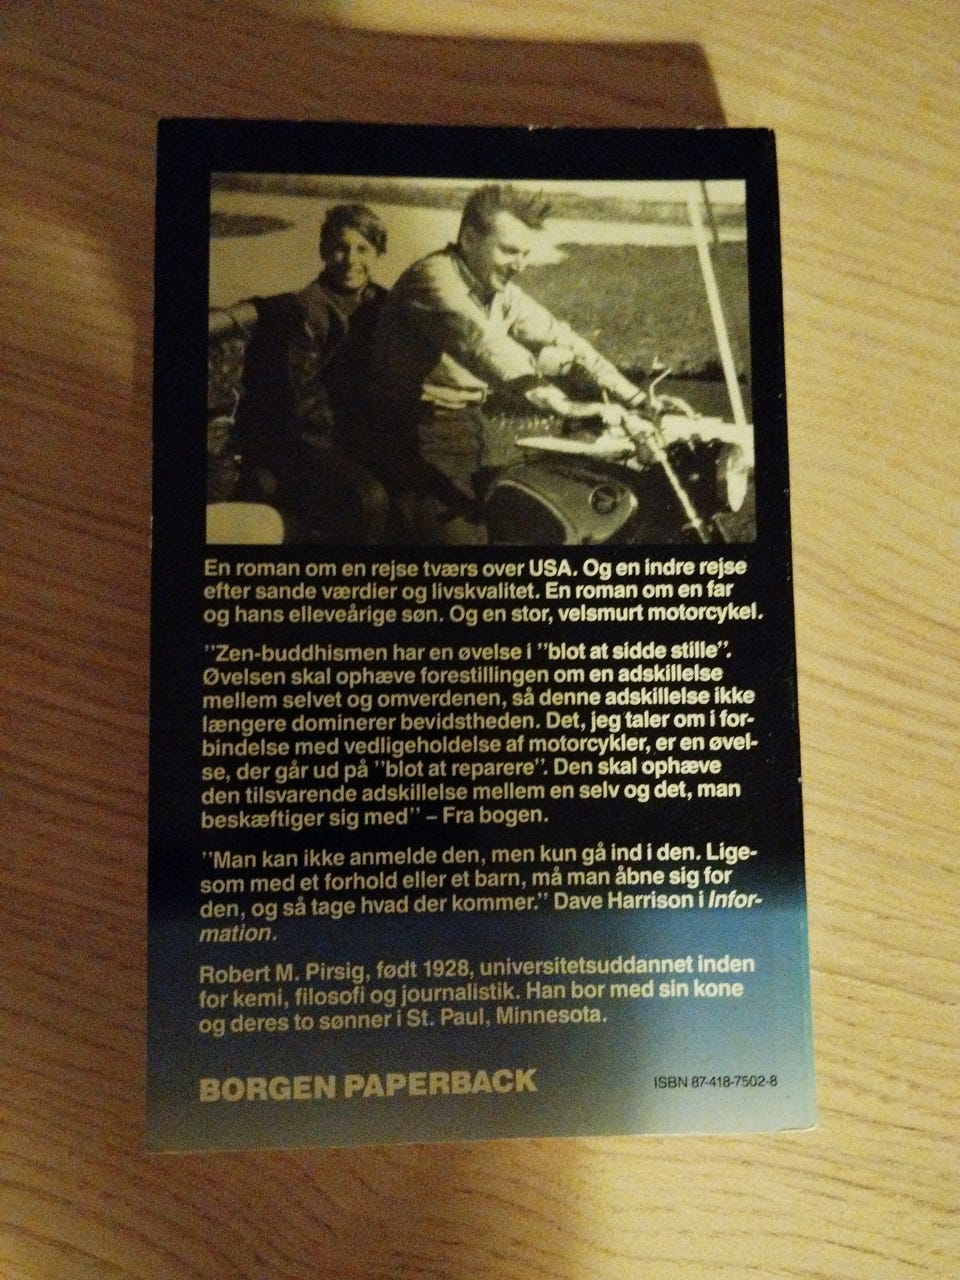 En roman om en rejse tværs over USA. Og en indre rejse
efter sande værdier og livskvalitet. En roman om en far
og hans elleveårige søn. Og en stor, velsmurt motorcykel.
"Zen-buddhismen har en øvelse i "blot at sidde stille".
Øvelsen skal ophæve forestillingen om en adskillelse
mellem selvet og omverdenen, så denne adskillelse ikke
længere dominerer bevidstheden. Det, jeg taler om i for-
bindelse med vedligeholdelse af motorcykler, er en øvel-
se, der går ud på "blot at reparere". Den skal ophæve
den tilsvarende adskillelse mellem en selv og det, man
beskæftiger sig med" – Fra bogen.
"Man kan ikke anmelde den, men kun gå ind i den. Lige-
som med et forhold eller et barn, må man åbne sig for
den, og så tage hvad der kommer." Dave Harrison i Infor-
mation.
Robert M. Pirsig, født 1928, universitetsuddannet inden
for kemi, filosofi og journalistik. Han bor med sin kone
og deres to sønner i St. Paul, Minnesota.
BORGEN PAPERBACK
ISBN 87-418-7502-8